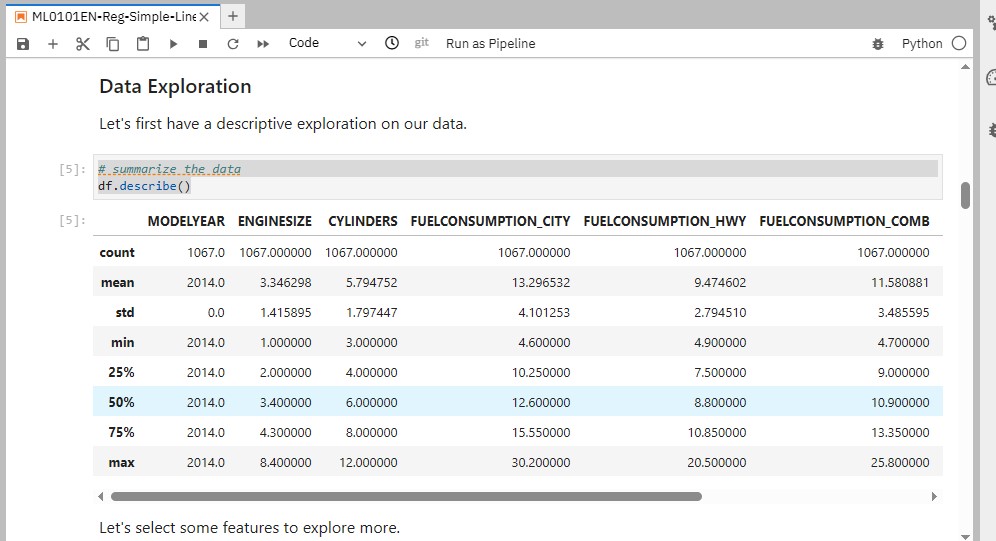 ML0101EN-Reg-Simple-Line
Code git Run as Pipeline Python
Data Exploration
Let's first have a descriptive exploration on our data.
[5]: # summarize the data
df.describe()
[5]:
MODELYEAR ENGINESIZE CYLINDERS FUELCONSUMPTION_CITY FUELCONSUMPTION_HWY FUELCONSUMPTION_COMB
count 1067.0 1067.000000 1067.000000 1067.000000 1067.000000 1067.000000
mean 2014.0 3.346298 5.794752 13.296532 9.474602 11.580881
std 0.0 1.415895 1.797447 4.101253 2.794510 3.485595
min 2014.0 1.000000 3.000000 4.600000 4.900000 4.700000
25% 2014.0 2.000000 4.000000 10.250000 7.500000 9.000000
50% 2014.0 3.400000 6.000000 12.600000 8.800000 10.900000
75% 2014.0 4.300000 8.000000 15.550000 10.850000 13.350000
max 2014.0 8.400000 12.000000 30.200000 20.500000 25.800000
Let's select some features to explore more.